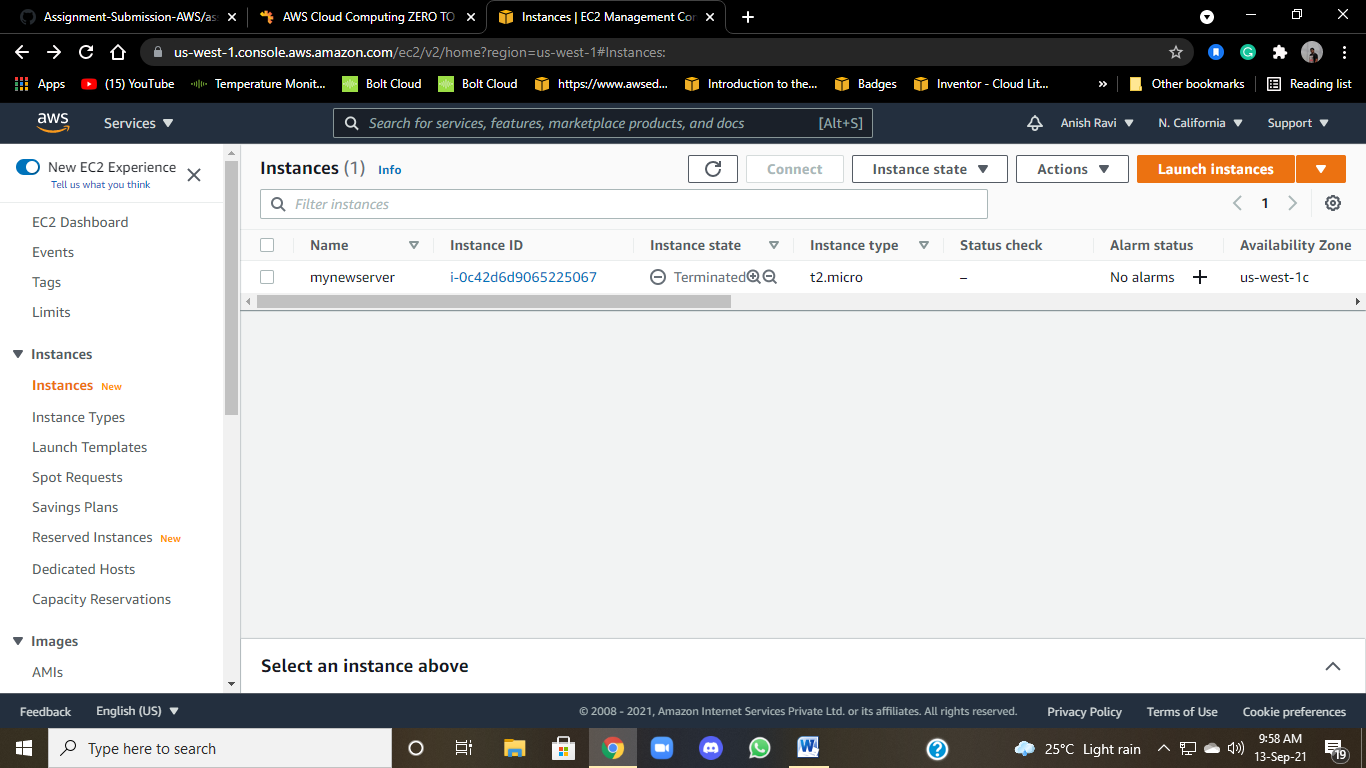 Assignment-Submission-AWS/as
AWS Cloud Computing ZERO TO
Instances | EC2 Management Con
us-west-1.console.aws.amazon.com/ec2/v2/home?region=us-west-1#Instances:
Apps
(15) YouTube
Temperature Monit...
Bolt Cloud
Bolt Cloud
https://www.awsed...
Introduction to the...
Badges
Inventor - Cloud Lit...
»
Other bookmarks
Reading list
aws
Services
Search for services, features, marketplace products, and docs
[Alt+S]
Anish Ravi
N. California
Support
New EC2 Experience
Tell us what you think
EC2 Dashboard
Events
Tags
Limits
Instances
Instances New
Instance Types
Launch Templates
Spot Requests
Savings Plans
Reserved Instances New
Dedicated Hosts
Capacity Reservations
Images
AMIs
Instances (1) Info
Connect
Instance state
Actions
Launch instances
Filter instances
1
Name
Instance ID
Instance state
Instance type
Status check
Alarm status
Availability Zone
mynewserver
i-0c42d6d9065225067
Terminated
t2.micro
–
No alarms
us-west-1c
Select an instance above
Feedback
English (US)
© 2008 - 2021, Amazon Internet Services Private Ltd. or its affiliates. All rights reserved.
Privacy Policy
Terms of Use
Cookie preferences
Type here to search
25°C Light rain
9:58 AM
13-Sep-21
19